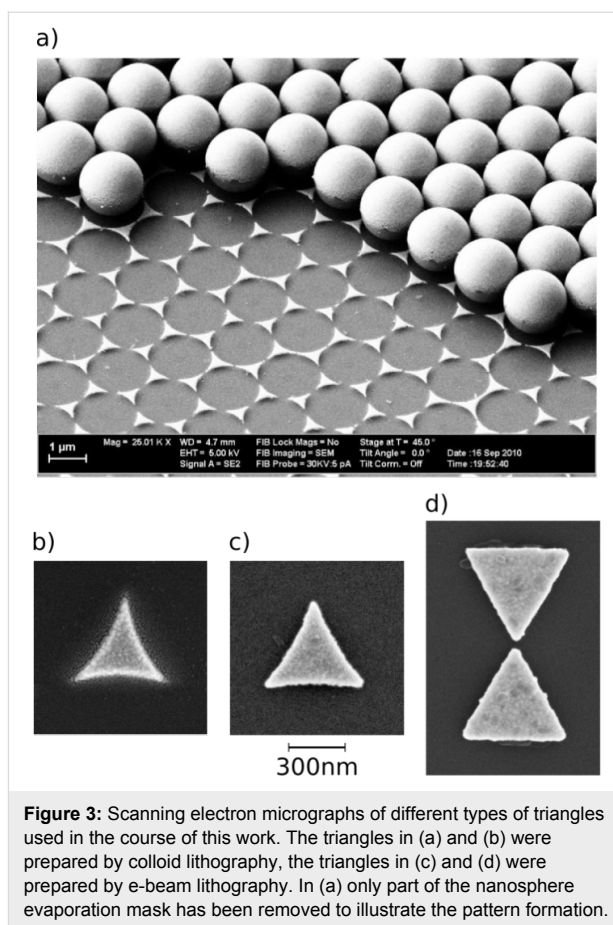 a)
1 µm
Mag = 25.01 K X WD = 4.7 mm FIB Lock Mags = No Stage at T = 45.0 °
EHT = 5.00 kV FIB Imaging = SEM Tilt Angle = 0.0 ° Date :16 Sep 2010
Signal A = SE2 FIB Probe = 30KV:5 pA Tilt Corrn. = Off Time :19:52:40
b)
c)
d)
300nm
Figure 3: Scanning electron micrographs of different types of triangles
used in the course of this work. The triangles in (a) and (b) were
prepared by colloid lithography, the triangles in (c) and (d) were
prepared by e-beam lithography. In (a) only part of the nanosphere
evaporation mask has been removed to illustrate the pattern formation.